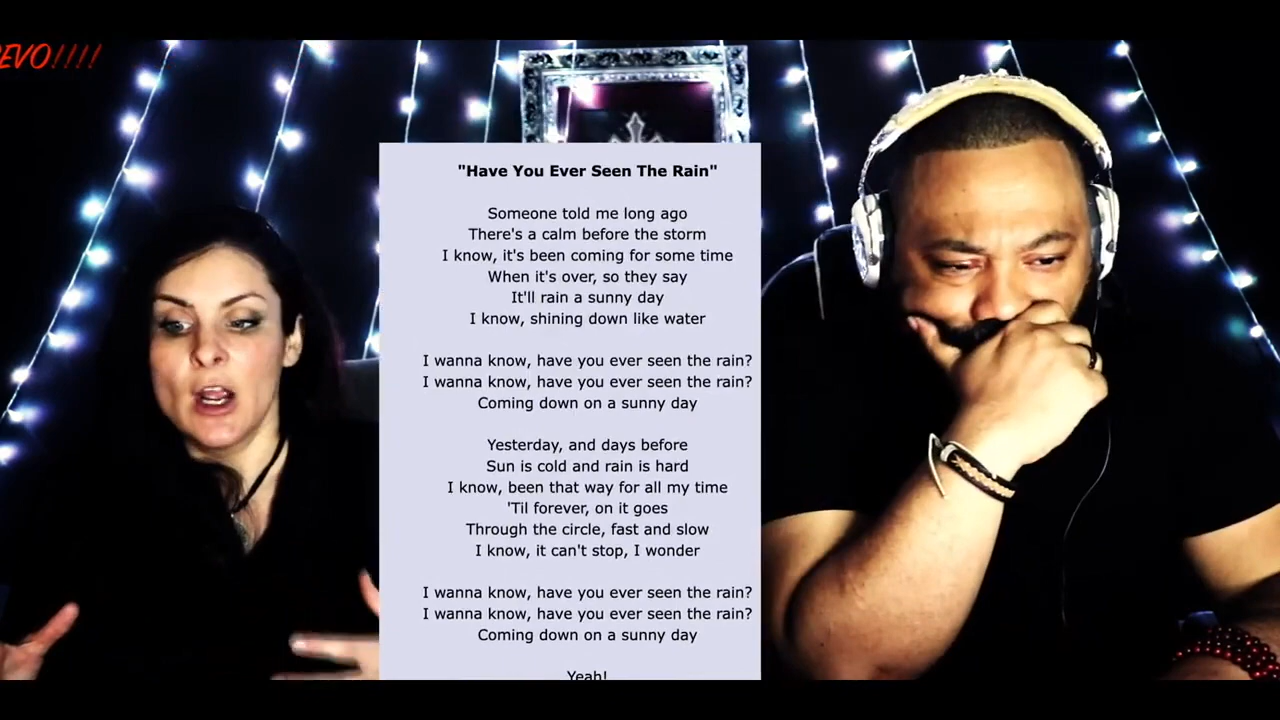 EVO!!!!
"Have You Ever Seen The Rain"
Someone told me long ago
There's a calm before the storm
I know, it's been coming for some time
When it's over, so they say
It'll rain a sunny day
I know, shining down like water
I wanna know, have you ever seen the rain?
I wanna know, have you ever seen the rain?
Coming down on a sunny day
Yesterday, and days before
Sun is cold and rain is hard
I know, been that way for all my time
'Til forever, on it goes
Through the circle, fast and slow
I know, it can't stop, I wonder
I wanna know, have you ever seen the rain?
I wanna know, have you ever seen the rain?
Coming down on a sunny day
Yeah!